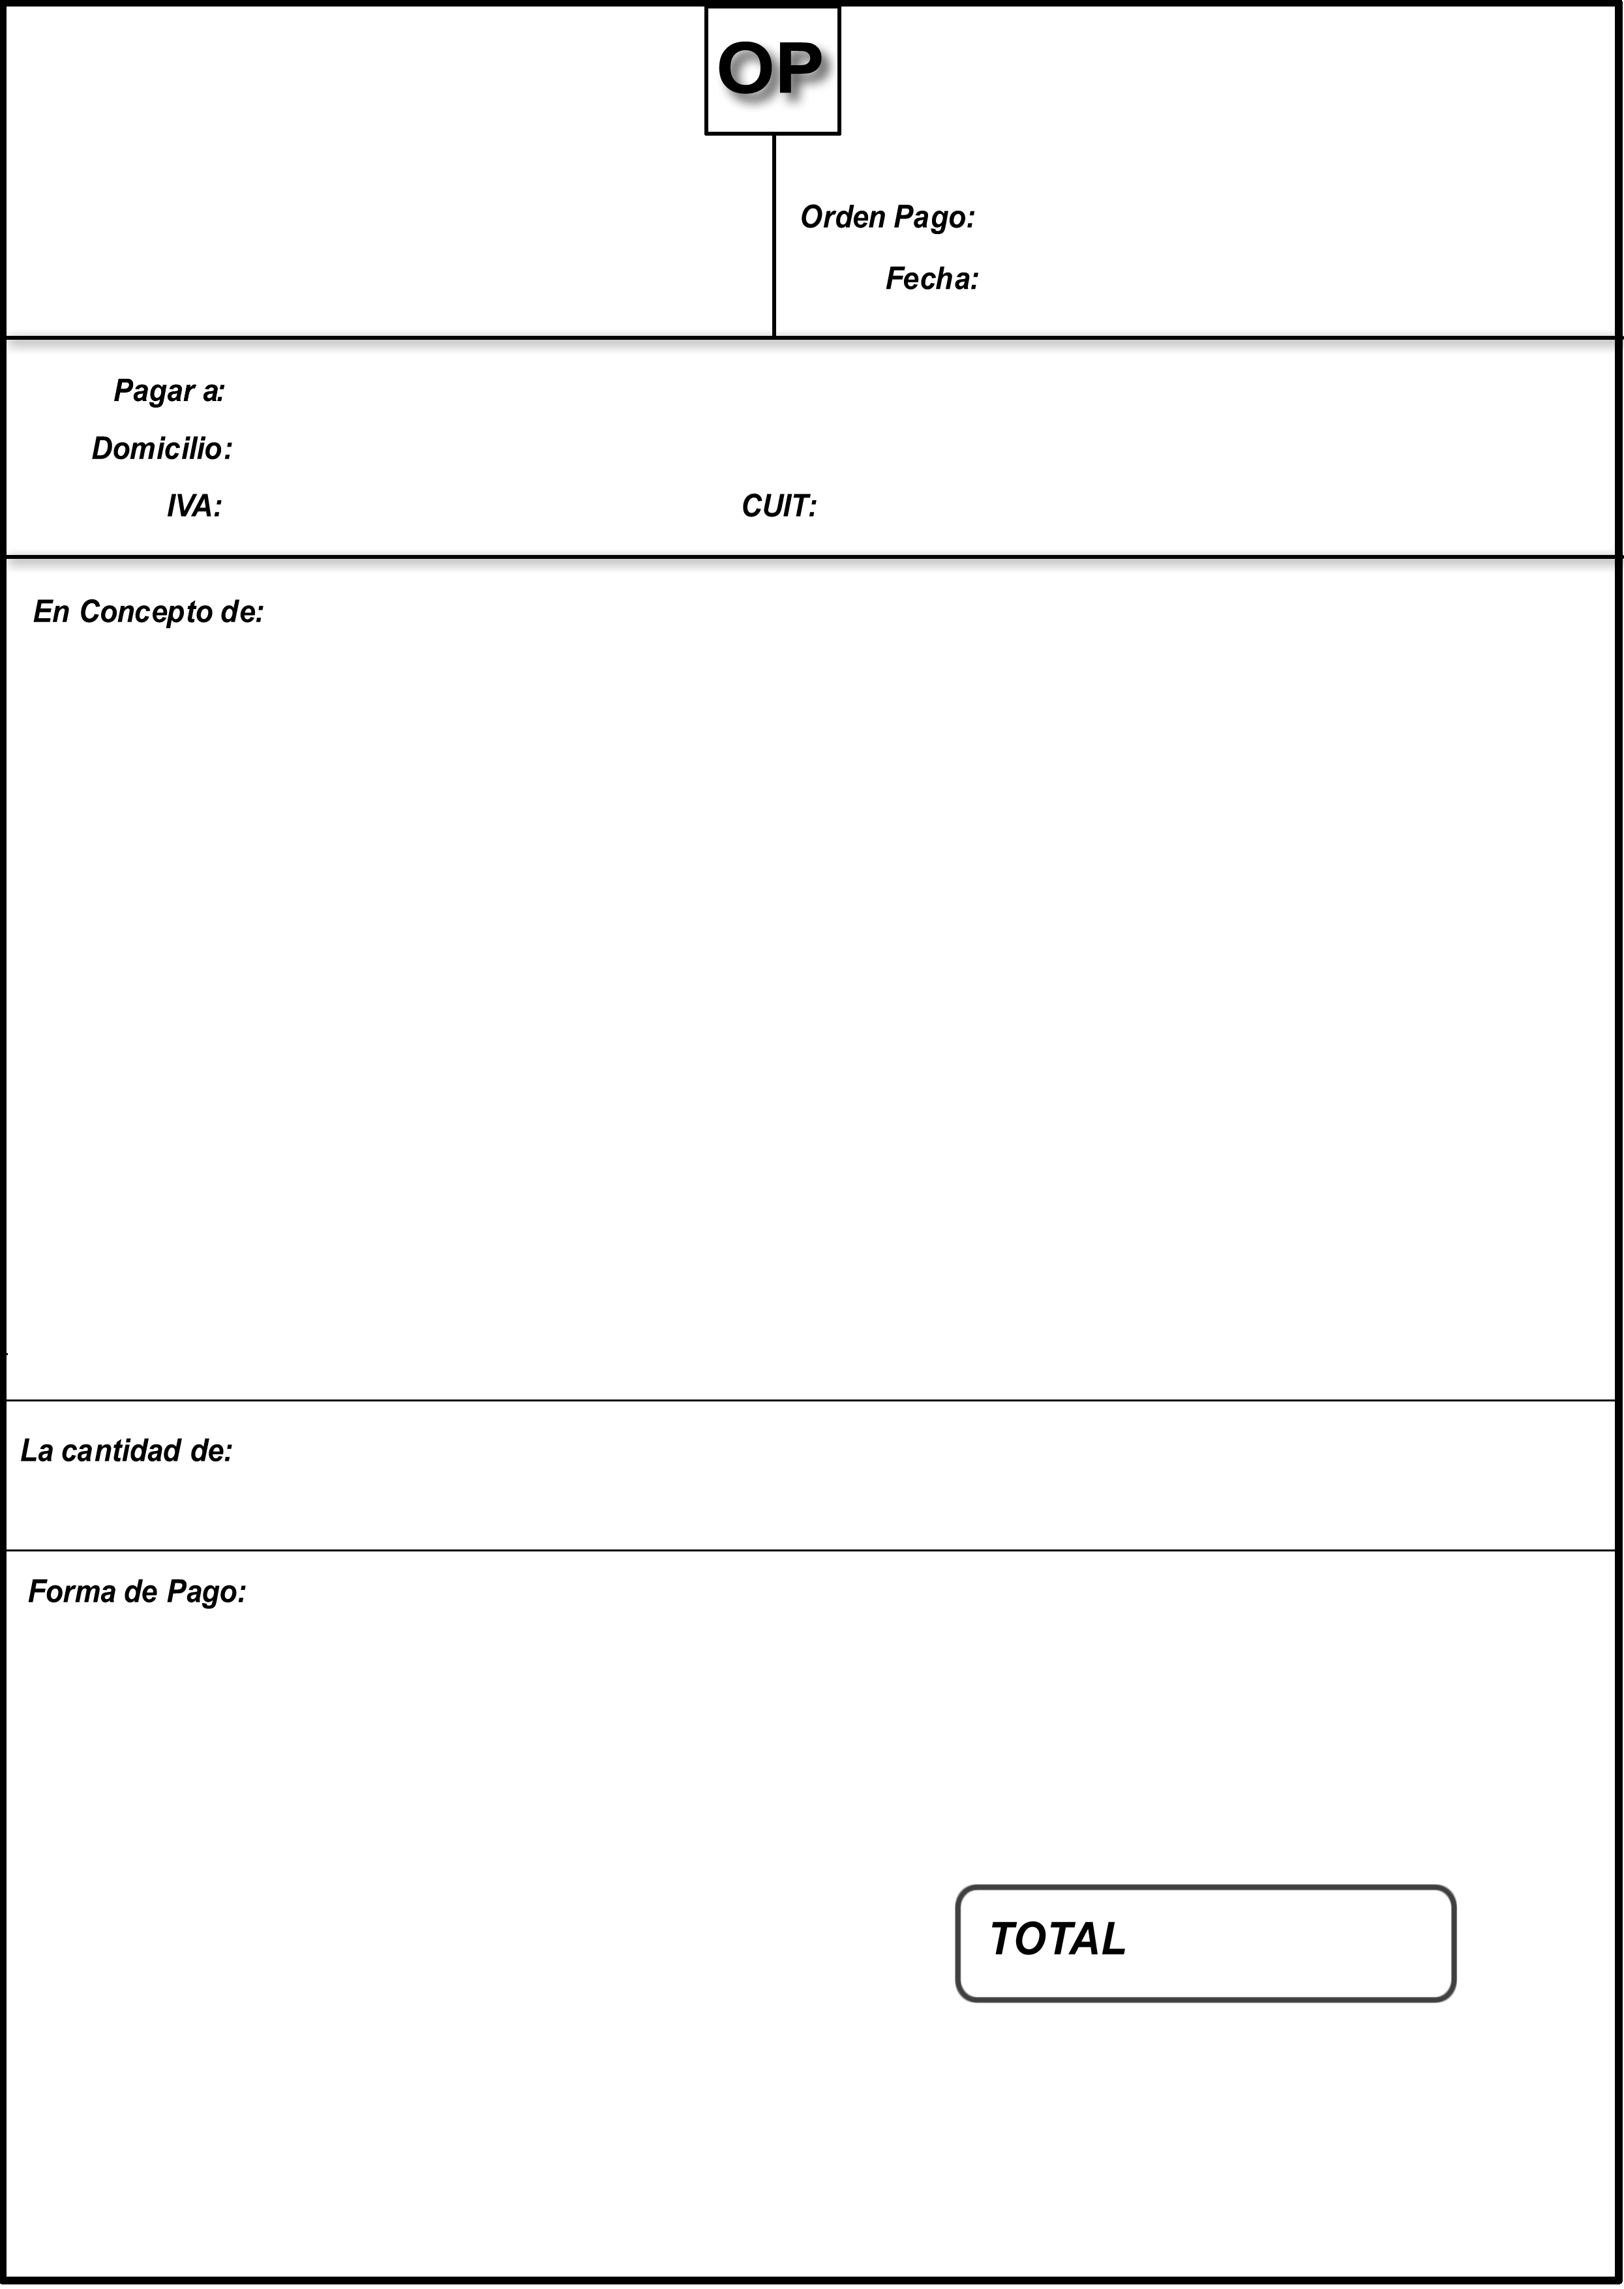 OP
Orden Pago:
Fecha:
Pagar a:
Domicilio:
IVA: CUIT:
En Concepto de:
La cantidad de:
Forma de Pago:
TOTAL